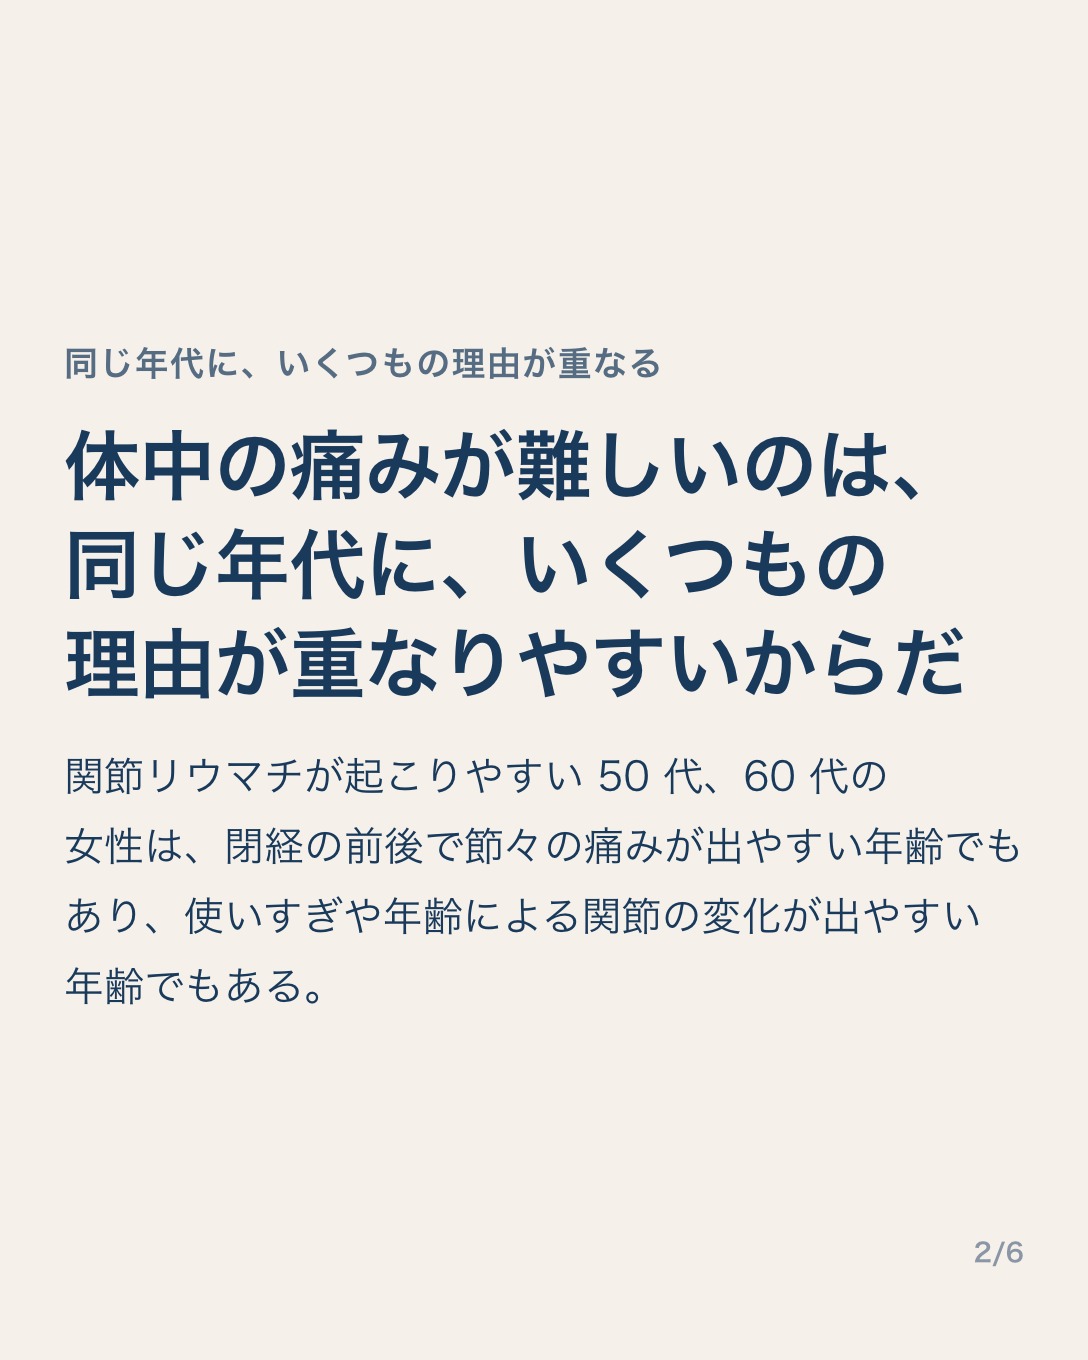 同じ年代に、いくつもの理由が重なる
体中の痛みが難しいのは、
同じ年代に、いくつもの
理由が重なりやすいからだ
関節リウマチが起こりやすい 50 代、60 代の
女性は、閉経の前後で節々の痛みが出やすい年齢でも
あり、使いすぎや年齢による関節の変化が出やすい
年齢でもある。
2/6